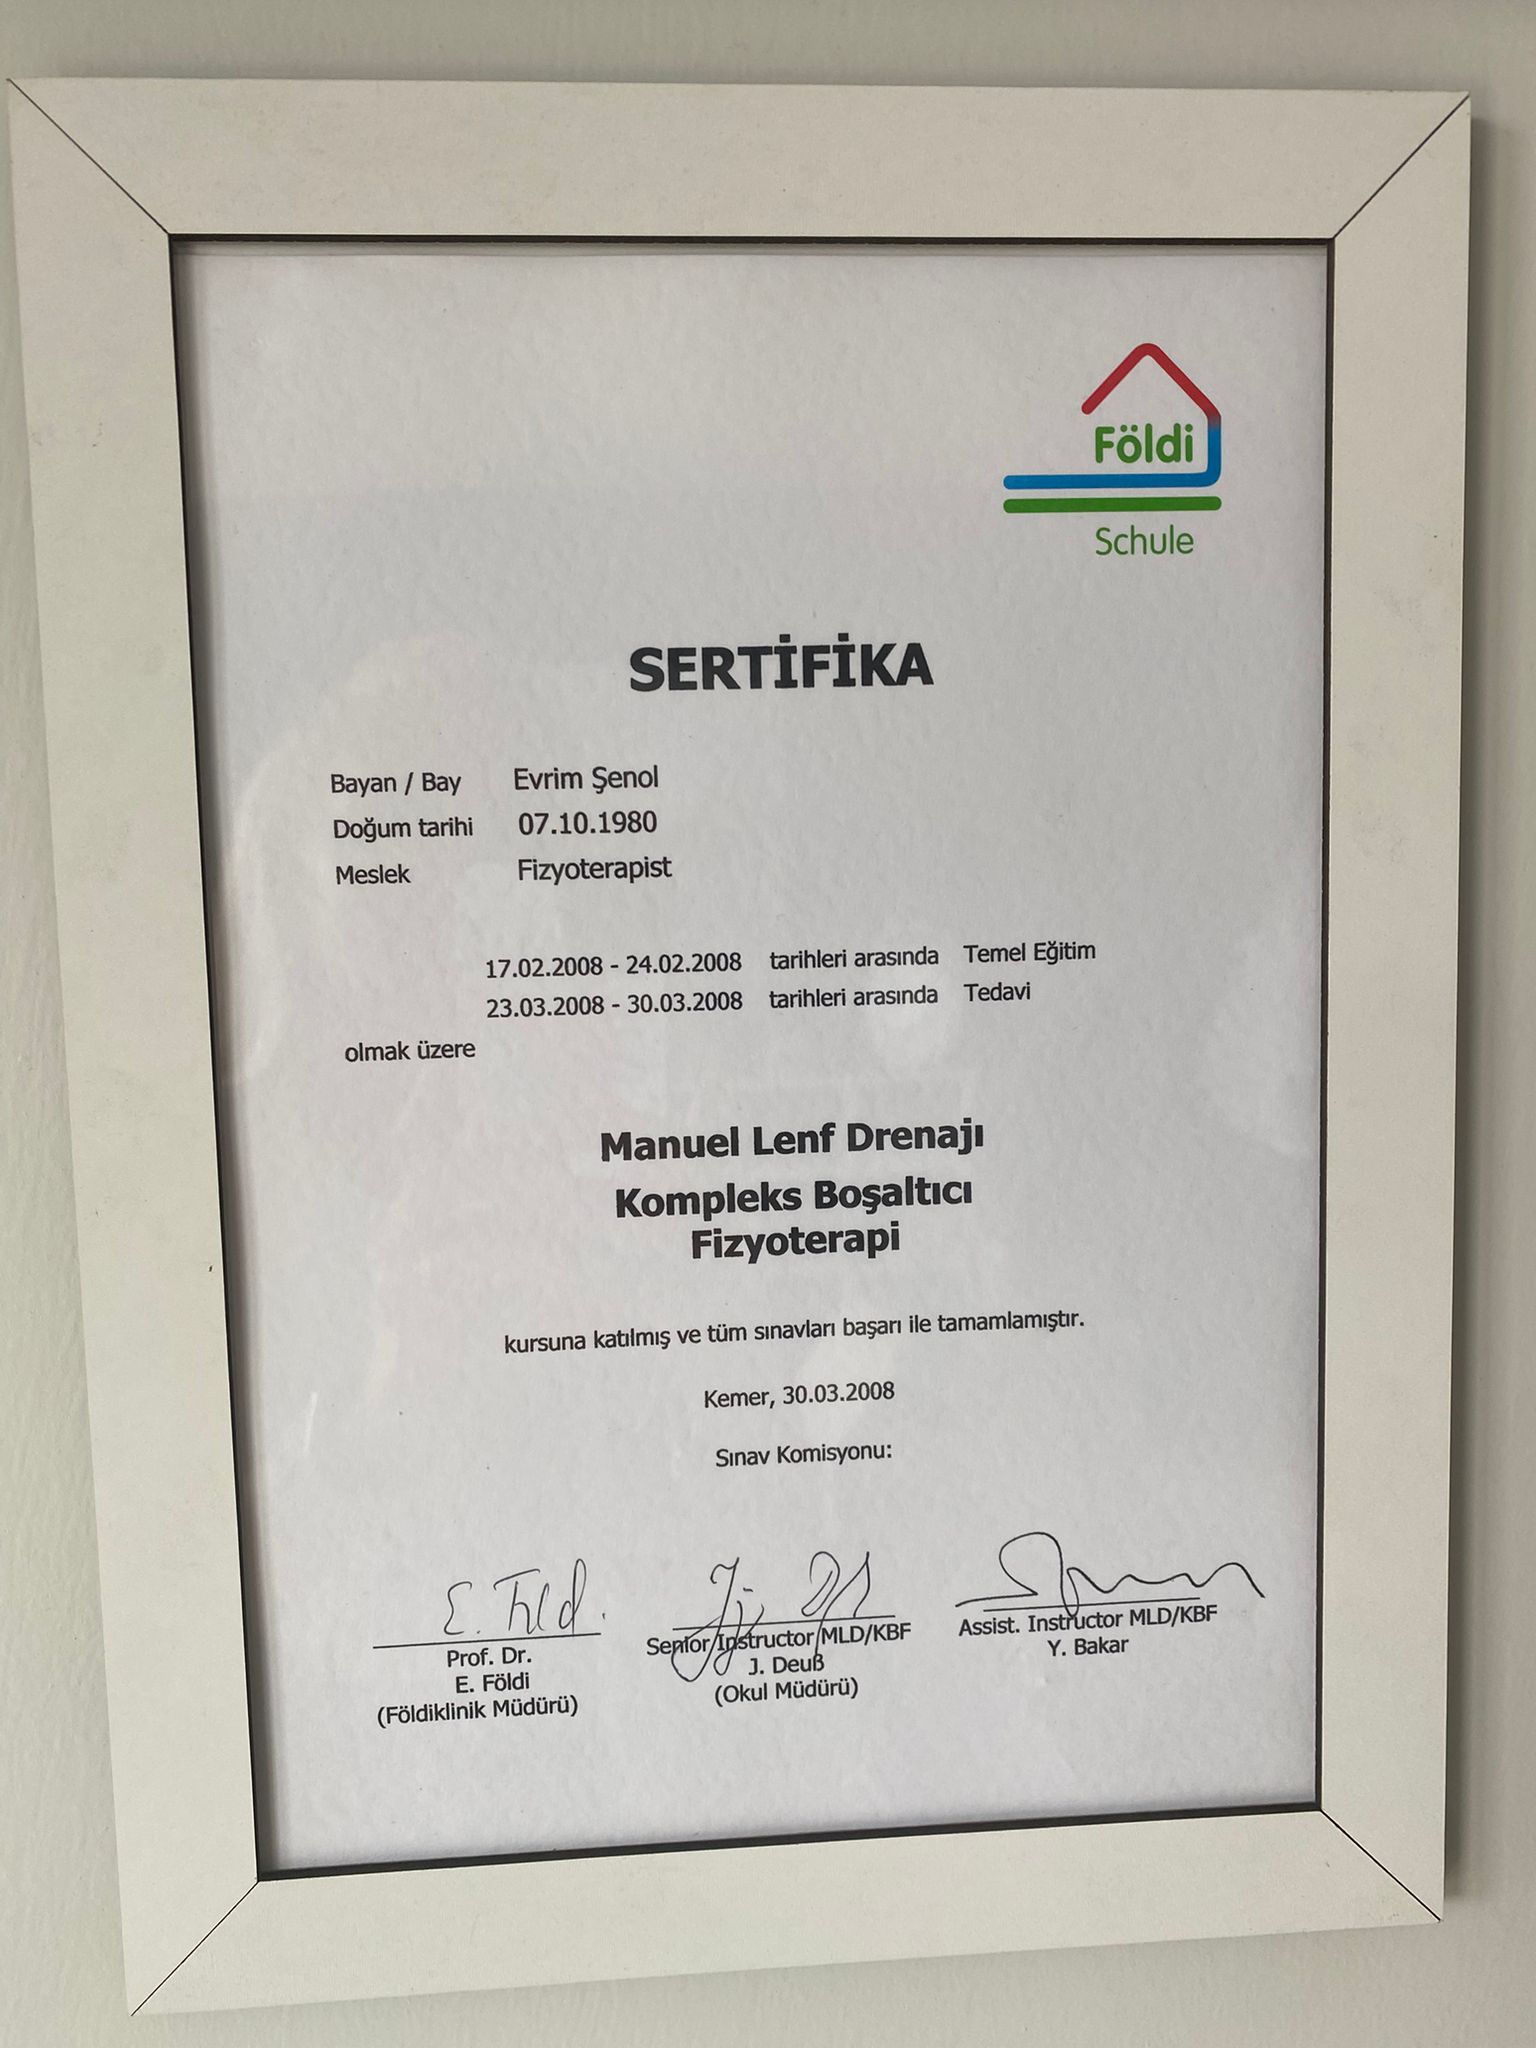 Földi
Schule
SERTİFİKA
Bayan / Bay Evrim Şenol
Doğum tarihi 07.10.1980
Meslek Fizyoterapist
17.02.2008 - 24.02.2008 tarihleri arasında Temel Eğitim
23.03.2008 - 30.03.2008 tarihleri arasında Tedavi
olmak üzere
Manuel Lenf Drenajı
Kompleks Boşaltıcı
Fizyoterapi
kursuna katılmış ve tüm sınavları başarı ile tamamlamıştır.
Kemer, 30.03.2008
Sınav Komisyonu:
Prof. Dr.
E. Földi
(Földiklinik Müdürü)
Senior Instructor MLD/KBF
J. Deuß
(Okul Müdürü)
Assist. Instructor MLD/KBF
Y. Bakar